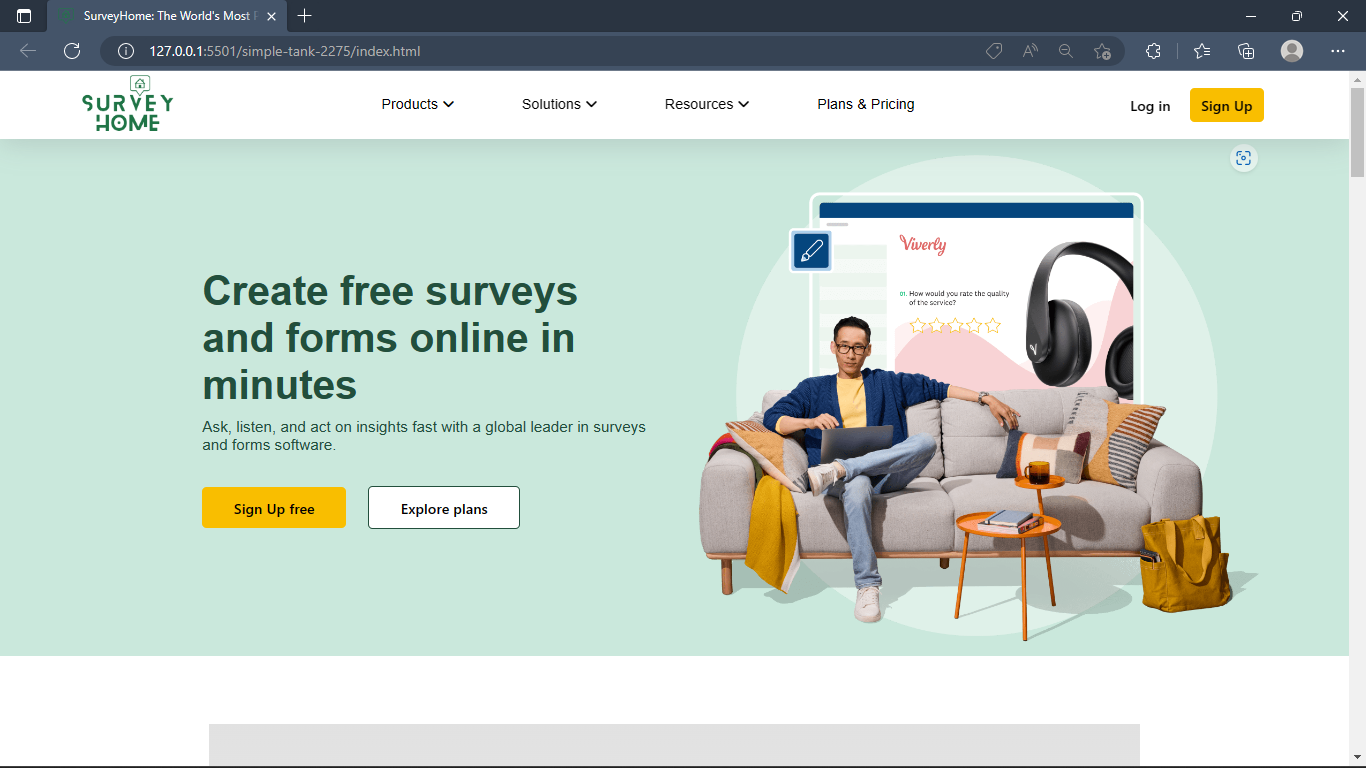 SurveyHome: The World's Most
127.0.0.1:5501/simple-tank-2275/index.html
SURVEY
HOME
Products
Solutions
Resources
Plans & Pricing
Log in
Sign Up
Viverly
01. How would you rate the quality
of the service?
Create free surveys
and forms online in
minutes
Ask, listen, and act on insights fast with a global leader in surveys
and forms software.
Sign Up free
Explore plans